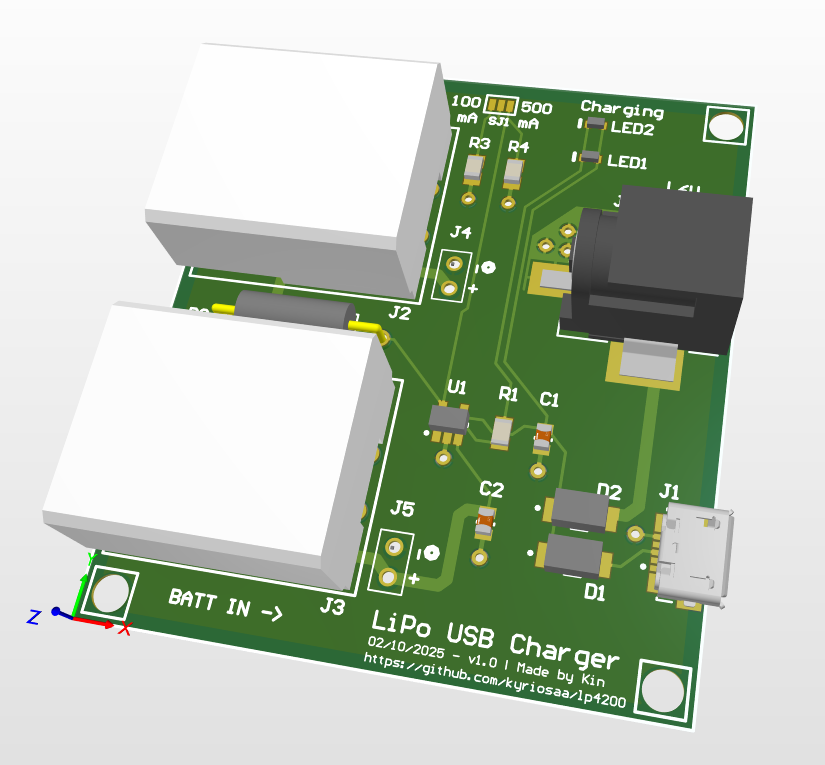 100 500
mA SJ1 mA
Charging
LED2
LED1
R3 R4
J4
+
J2
U1 R1 C1
C2
D2 J1
J5
+
D1
BATT IN ->
J3
LiPo USB Charger
02/10/2025 - v1.0 | Made by Kin
https://github.com/kyriosaa/lp4200
Y
Z
X